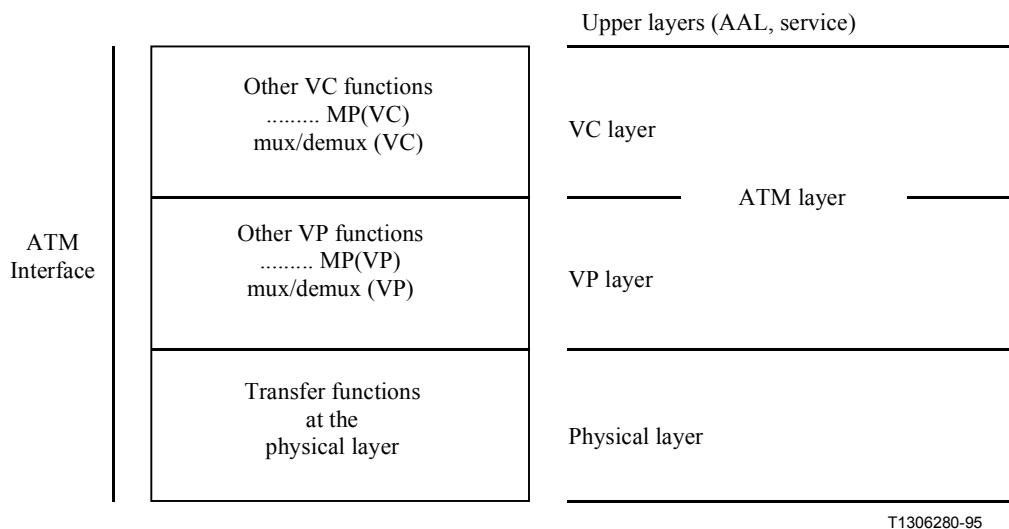 Upper layers (AAL, service)
Other VC functions
......... MP(VC)
mux/demux (VC)
VC layer
ATM layer
ATM
Interface
Other VP functions
......... MP(VP)
mux/demux (VP)
VP layer
Transfer functions
at the
physical layer
Physical layer
T1306280-95